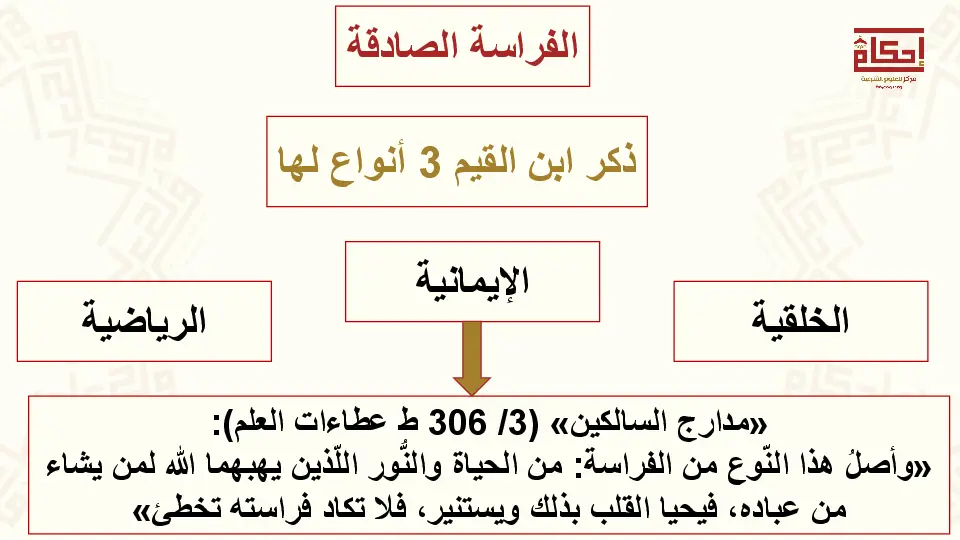 الفراسة الصادقة
إحكام
مركز للعلوم الشرعية
ذكر ابن القيم 3 أنواع لها
الخلقية
الإيمانية
الرياضية
«مدارج السالكين» (3/ 306 ط عطاءات العلم):
«وأصلُ هذا النّوع من الفراسة: من الحياة والنُّور اللّذين يهبهما الله لمن يشاء
من عباده، فيحيا القلب بذلك ويستنير، فلا تكاد فراسته تخطئ»